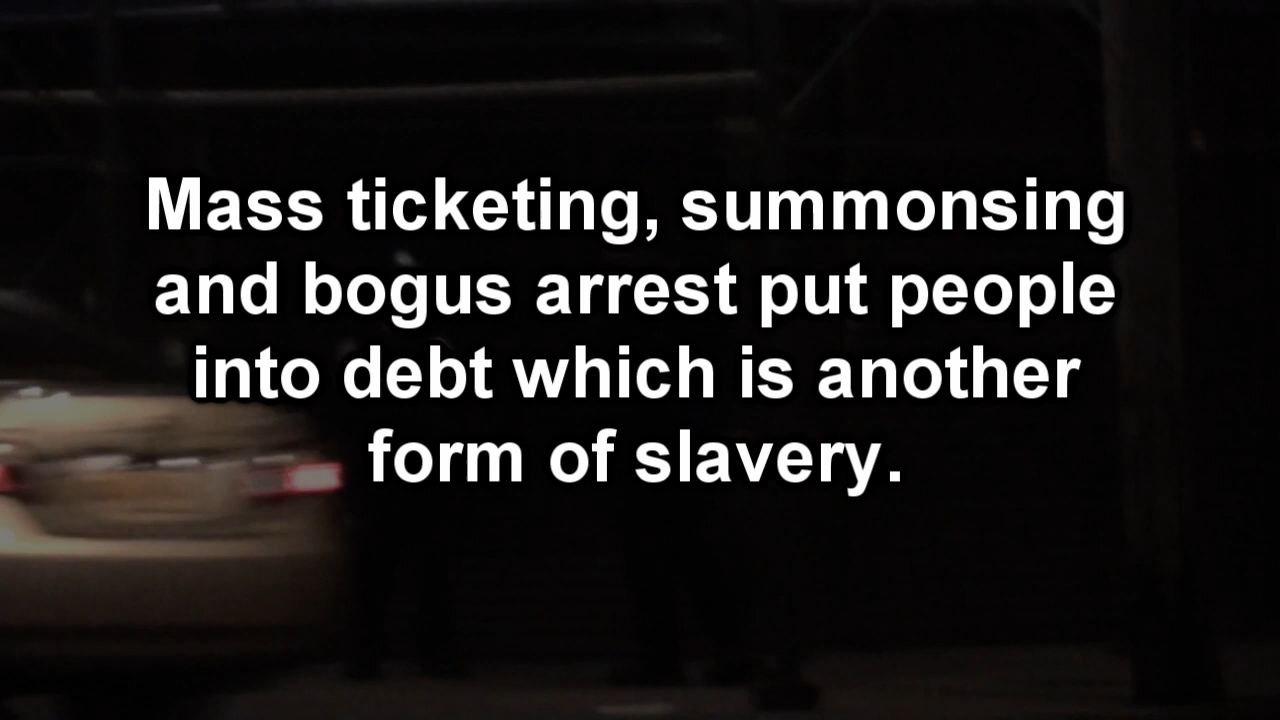 Mass ticketing, summonsing
and bogus arrest put people
into debt which is another
form of slavery.